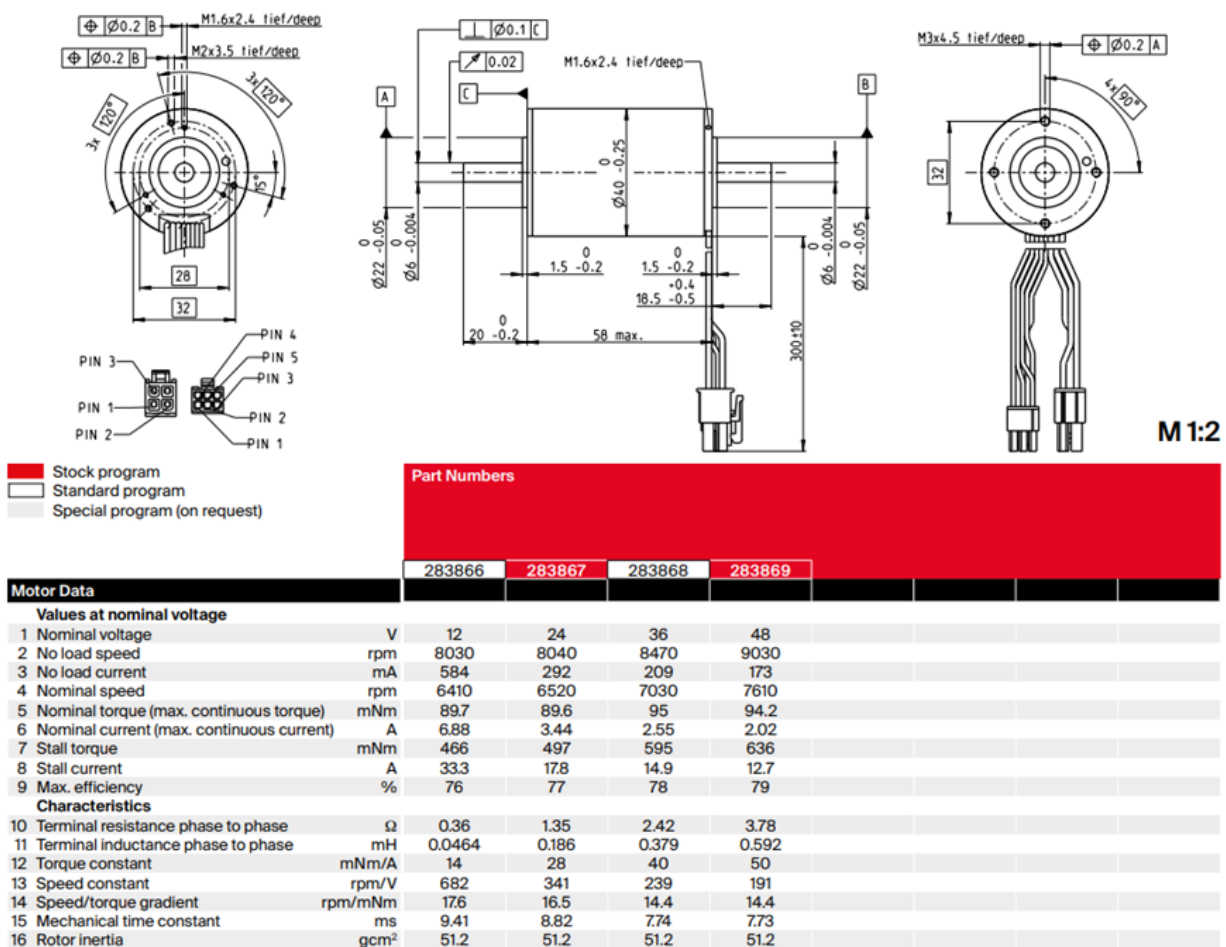 ⌖ Ø0.2 B M1.6x2.4 tief/deep
⌖ Ø0.2 B M2x3.5 tief/deep
3x 120°
3x 120°
15°
28
32
⊥ Ø0.1 C
↗ 0.02
C
A
B
M1.6x2.4 tief/deep
Ø40 0 -0.25
Ø22 0 -0.05
Ø6 0 -0.004
1.5 0 -0.2
1.5 0 -0.2
Ø6 0 -0.004
Ø22 0 -0.05
18.5 +0.4 -0.5
20 0 -0.2
58 max.
300±10
M3x4.5 tief/deep ⌖ Ø0.2 A
4x 90°
32
PIN 3
PIN 1
PIN 2
PIN 4
PIN 5
PIN 3
PIN 2
PIN 1
M 1:2
Stock program
Standard program
Special program (on request)
Part Numbers
283866 283867 283868 283869
Motor Data
Values at nominal voltage
1 Nominal voltage V 12 24 36 48
2 No load speed rpm 8030 8040 8470 9030
3 No load current mA 584 292 209 173
4 Nominal speed rpm 6410 6520 7030 7610
5 Nominal torque (max. continuous torque) mNm 89.7 89.6 95 94.2
6 Nominal current (max. continuous current) A 6.88 3.44 2.55 2.02
7 Stall torque mNm 466 497 595 636
8 Stall current A 33.3 17.8 14.9 12.7
9 Max. efficiency % 76 77 78 79
Characteristics
10 Terminal resistance phase to phase Ω 0.36 1.35 2.42 3.78
11 Terminal inductance phase to phase mH 0.0464 0.186 0.379 0.592
12 Torque constant mNm/A 14 28 40 50
13 Speed constant rpm/V 682 341 239 191
14 Speed/torque gradient rpm/mNm 17.6 16.5 14.4 14.4
15 Mechanical time constant ms 9.41 8.82 7.74 7.73
16 Rotor inertia gcm² 51.2 51.2 51.2 51.2